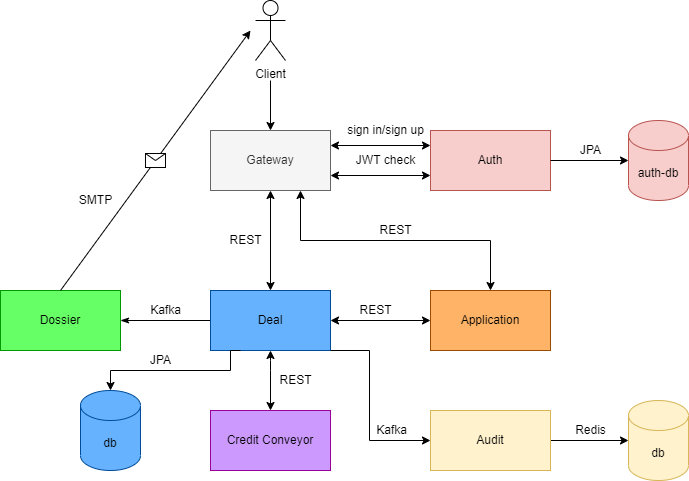 Client
sign in/sign up
Gateway
JWT check
Auth
JPA
auth-db
SMTP
REST
REST
Dossier
Kafka
Deal
REST
Application
JPA
REST
db
Credit Conveyor
Kafka
Audit
Redis
db